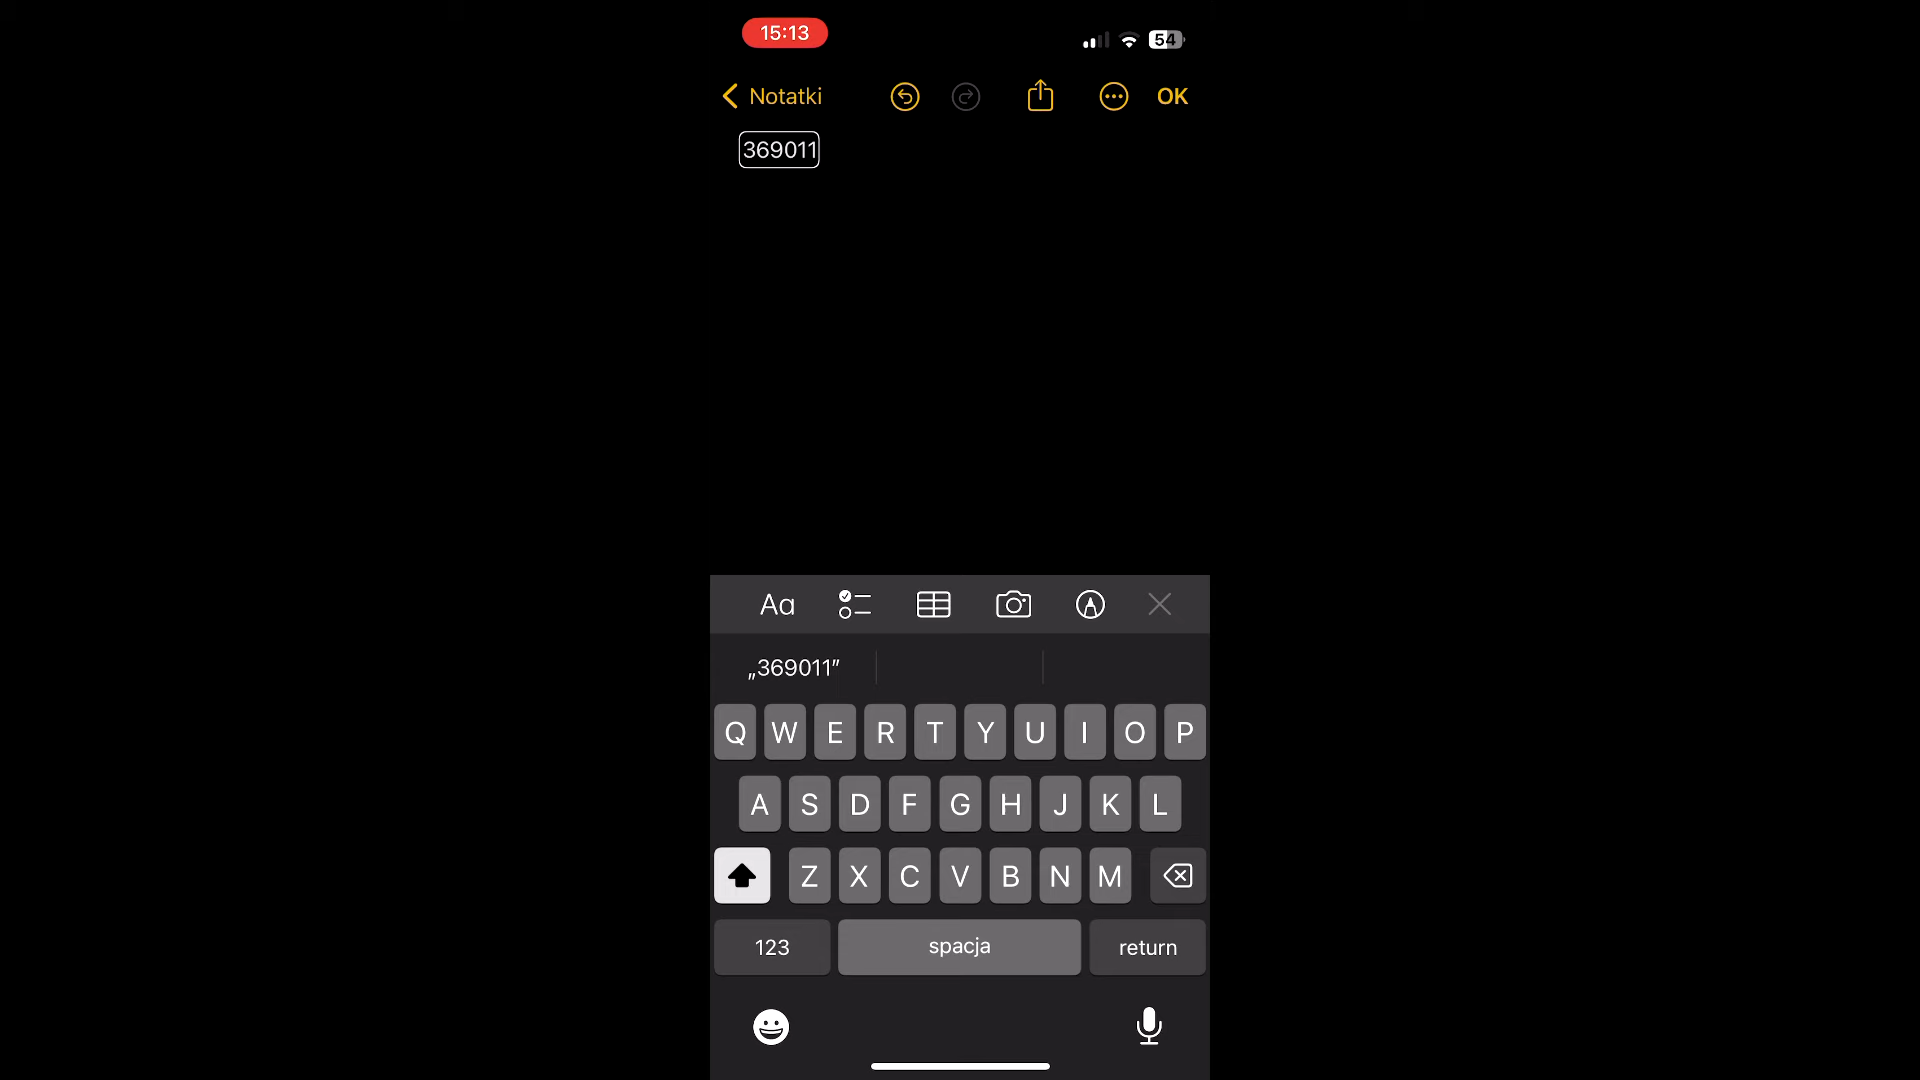 15:13
54
Notatki
OK
369011
Aa
„369011”
Q W E R T Y U I O P
A S D F G H J K L
Z X C V B N M
123 spacja return